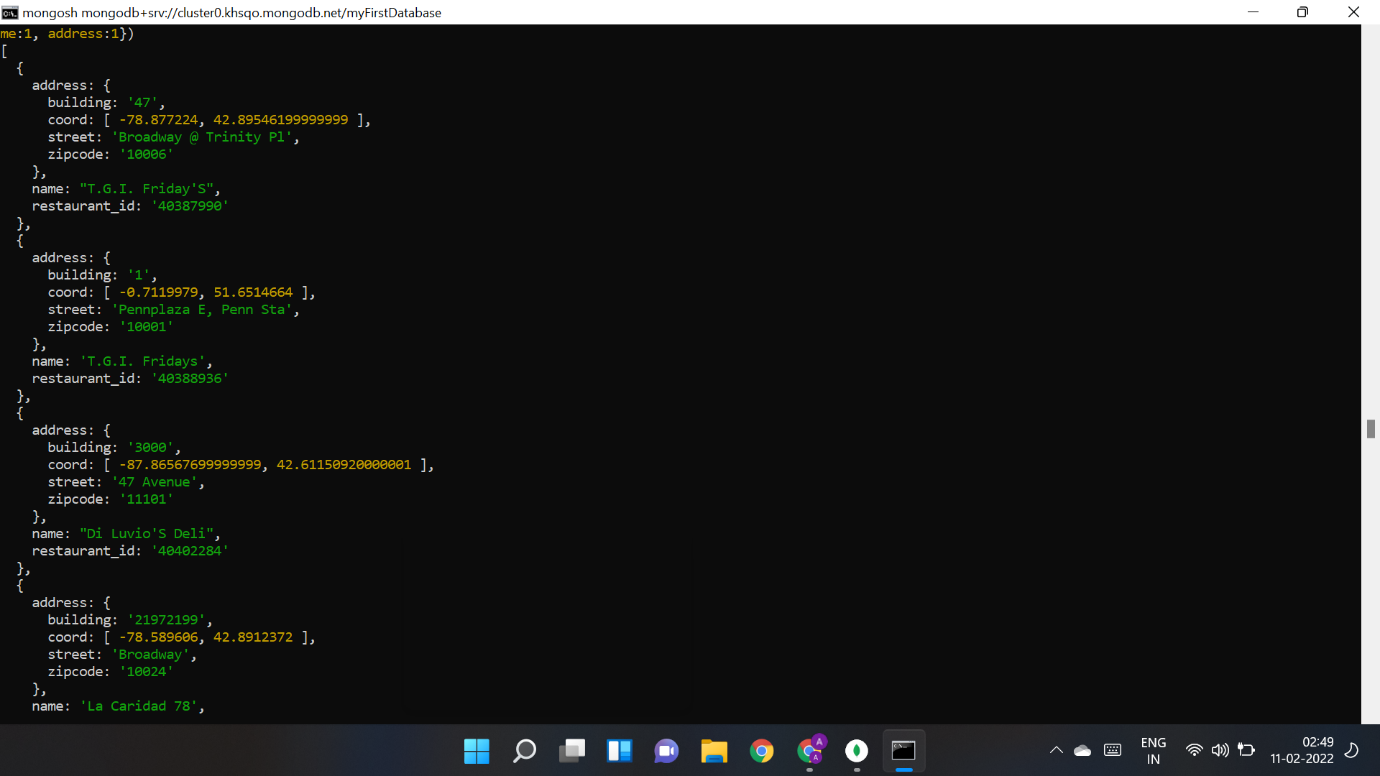 mongosh mongodb+srv://cluster0.khsqo.mongodb.net/myFirstDatabase
me:1, address:1})
[
  {
    address: {
      building: '47',
      coord: [ -78.877224, 42.89546199999999 ],
      street: 'Broadway @ Trinity Pl',
      zipcode: '10006'
    },
    name: "T.G.I. Friday'S",
    restaurant_id: '40387990'
  },
  {
    address: {
      building: '1',
      coord: [ -0.7119979, 51.6514664 ],
      street: 'Pennplaza E, Penn Sta',
      zipcode: '10001'
    },
    name: 'T.G.I. Fridays',
    restaurant_id: '40388936'
  },
  {
    address: {
      building: '3000',
      coord: [ -87.86567699999999, 42.61150920000001 ],
      street: '47 Avenue',
      zipcode: '11101'
    },
    name: "Di Luvio'S Deli",
    restaurant_id: '40402284'
  },
  {
    address: {
      building: '21972199',
      coord: [ -78.589606, 42.8912372 ],
      street: 'Broadway',
      zipcode: '10024'
    },
    name: 'La Caridad 78',
A
A
ENG
IN
02:49
11-02-2022